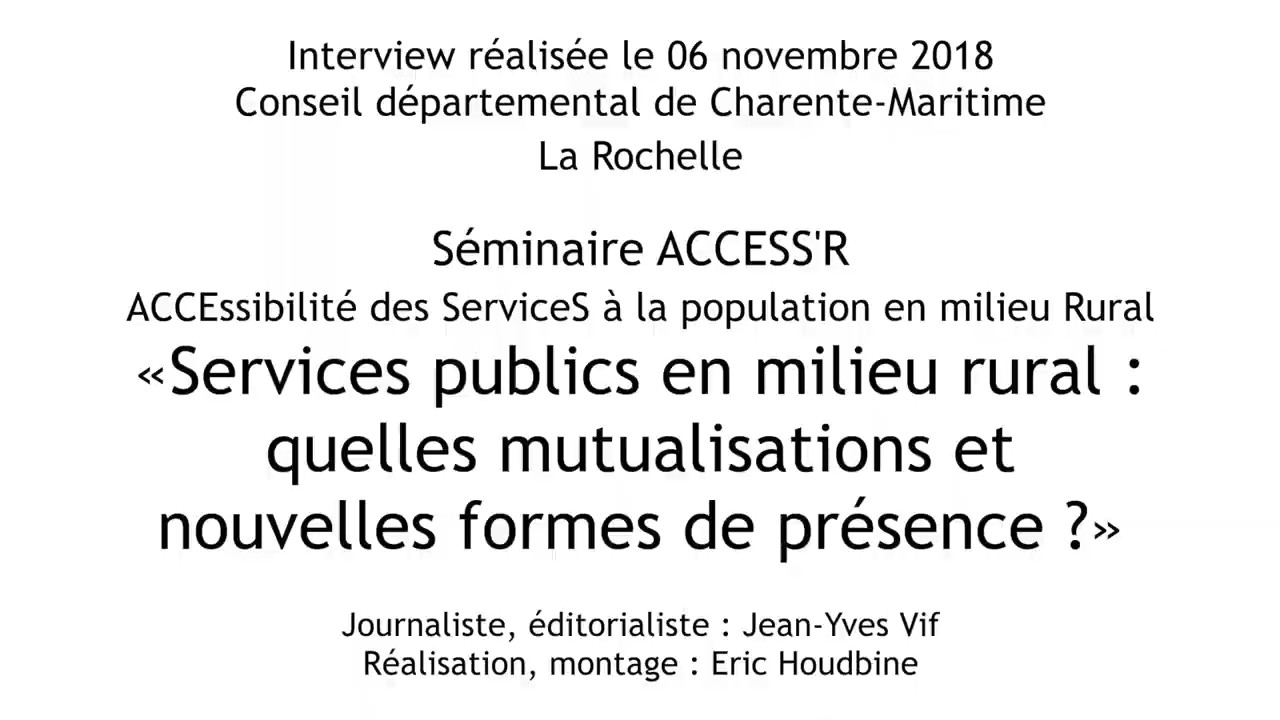 Interview réalisée le 06 novembre 2018
Conseil départemental de Charente-Maritime
La Rochelle
Séminaire ACCESS'R
ACCEssibilité des ServiceS à la population en milieu Rural
«Services publics en milieu rural :
quelles mutualisations et
nouvelles formes de présence ?»
Journaliste, éditorialiste : Jean-Yves Vif
Réalisation, montage : Eric Houdbine